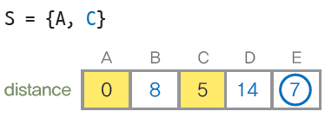 S = {A, C}
A B C D E
distance 0 8 5 14 7